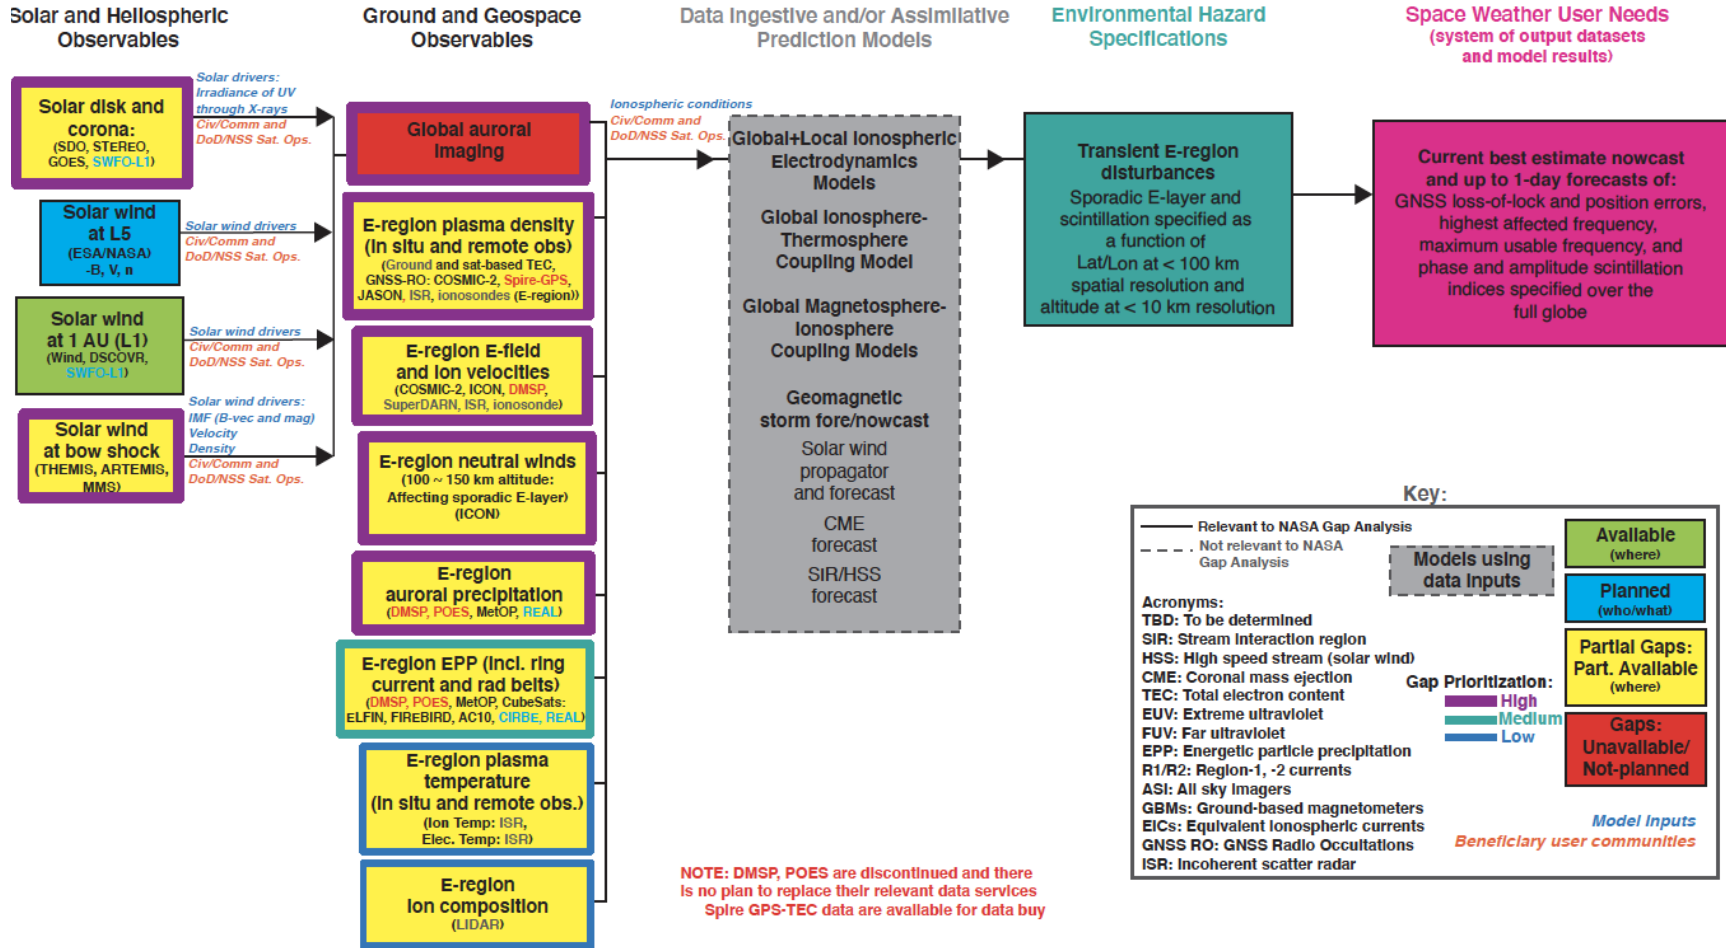 Solar and Heliospheric
Observables
Ground and Geospace
Observables
Data Ingestive and/or Assimilative
Prediction Models
Environmental Hazard
Specifications
Space Weather User Needs
(system of output datasets
and model results)
Solar disk and
corona:
(SDO, STEREO,
GOES, SWFO-L1)
Solar drivers:
Irradiance of UV
through X-rays
Civ/Comm and
DoD/NSS Sat. Ops.
Solar wind
at L5
(ESA/NASA)
-B, V, n
Solar wind drivers
Civ/Comm and
DoD/NSS Sat. Ops.
Solar wind
at 1 AU (L1)
(Wind, DSCOVR,
SWFO-L1)
Solar wind drivers
Civ/Comm and
DoD/NSS Sat. Ops.
Solar wind
at bow shock
(THEMIS, ARTEMIS,
MMS)
Solar wind drivers:
IMF (B-vec and mag)
Velocity
Density
Civ/Comm and
DoD/NSS Sat. Ops.
Global auroral
imaging
E-region plasma density
(in situ and remote obs)
(Ground and sat-based TEC,
GNSS-RO: COSMIC-2, Spire-GPS,
JASON, ISR, ionosondes (E-region))
E-region E-field
and ion velocities
(COSMIC-2, ICON, DMSP,
SuperDARN, ISR, ionosonde)
E-region neutral winds
(100 ~ 150 km altitude:
Affecting sporadic E-layer)
(ICON)
E-region
auroral precipitation
(DMSP, POES, MetOP, REAL)
E-region EPP (incl. ring
current and rad belts)
(DMSP, POES, MetOP, CubeSats:
ELFIN, FIREBIRD, AC10, CIRBE, REAL)
E-region plasma
temperature
(in situ and remote obs.)
(Ion Temp: ISR,
Elec. Temp: ISR)
E-region
ion composition
(LIDAR)
Ionospheric conditions
Civ/Comm and
DoD/NSS Sat. Ops.
Global+Local Ionospheric
Electrodynamics
Models
Global Ionosphere-
Thermosphere
Coupling Model
Global Magnetosphere-
Ionosphere
Coupling Models
Geomagnetic
storm fore/nowcast
Solar wind
propagator
and forecast
CME
forecast
SIR/HSS
forecast
Transient E-region
disturbances
Sporadic E-layer and
scintillation specified as
a function of
Lat/Lon at < 100 km
spatial resolution and
altitude at < 10 km resolution
Current best estimate nowcast
and up to 1-day forecasts of:
GNSS loss-of-lock and position errors,
highest affected frequency,
maximum usable frequency, and
phase and amplitude scintillation
indices specified over the
full globe
NOTE: DMSP, POES are discontinued and there
is no plan to replace their relevant data services
Spire GPS-TEC data are available for data buy
Key:
Relevant to NASA Gap Analysis
Not relevant to NASA
Gap Analysis
Models using
data inputs
Available
(where)
Planned
(who/what)
Partial Gaps:
Part. Available
(where)
Gaps:
Unavailable/
Not-planned
Acronyms:
TBD: To be determined
SIR: Stream interaction region
HSS: High speed stream (solar wind)
CME: Coronal mass ejection
TEC: Total electron content
EUV: Extreme ultraviolet
FUV: Far ultraviolet
EPP: Energetic particle precipitation
R1/R2: Region-1, -2 currents
ASI: All sky imagers
GBMs: Ground-based magnetometers
EICs: Equivalent ionospheric currents
GNSS RO: GNSS Radio Occultations
ISR: Incoherent scatter radar
Gap Prioritization:
High
Medium
Low
Model Inputs
Beneficiary user communities